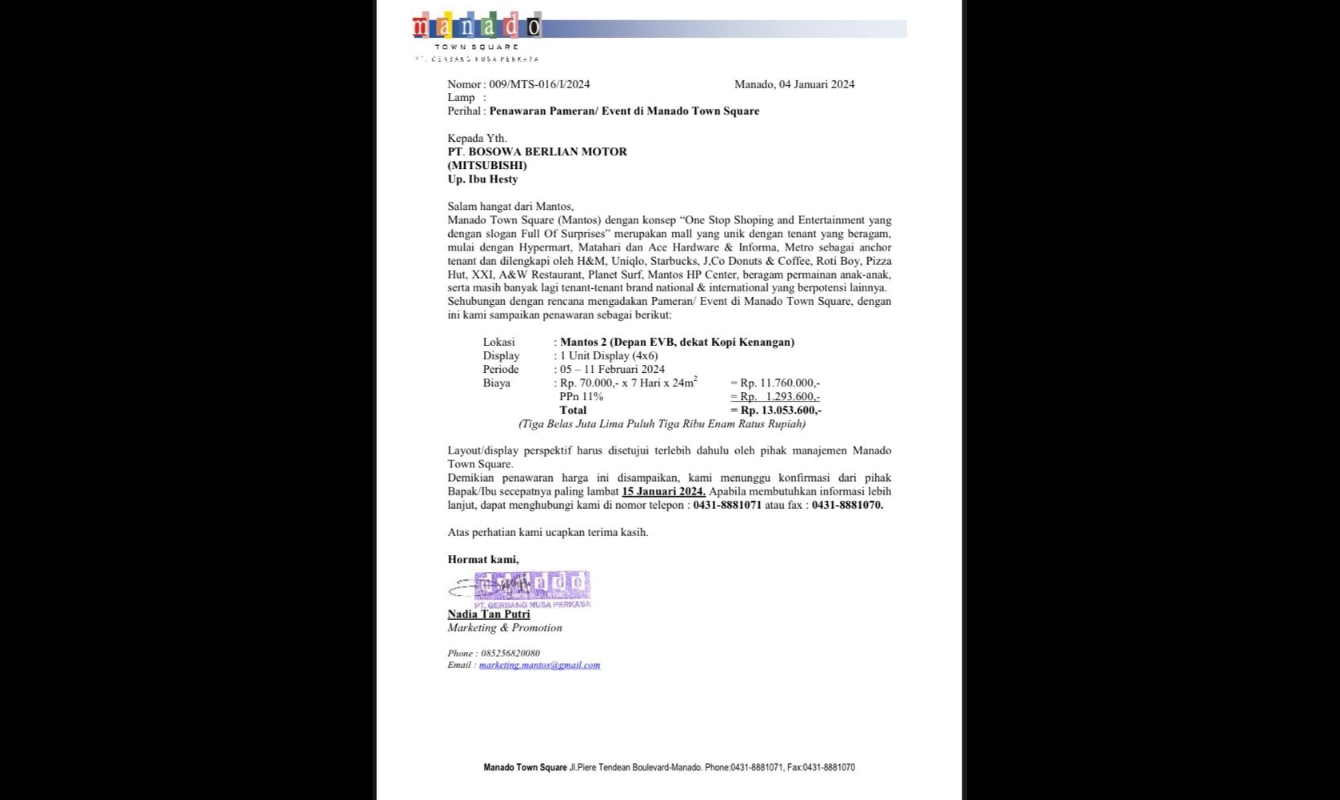 manado
TOWN SQUARE
PT. GERBANG NUSA PERKASA
Nomor : 009/MTS-016/I/2024 Manado, 04 Januari 2024
Lamp :
Perihal : Penawaran Pameran/ Event di Manado Town Square
Kepada Yth.
PT. BOSOWA BERLIAN MOTOR
(MITSUBISHI)
Up. Ibu Hesty
Salam hangat dari Mantos,
Manado Town Square (Mantos) dengan konsep “One Stop Shoping and Entertainment yang
dengan slogan Full Of Surprises” merupakan mall yang unik dengan tenant yang beragam,
mulai dengan Hypermart, Matahari dan Ace Hardware & Informa, Metro sebagai anchor
tenant dan dilengkapi oleh H&M, Uniqlo, Starbucks, J,Co Donuts & Coffee, Roti Boy, Pizza
Hut, XXI, A&W Restaurant, Planet Surf, Mantos HP Center, beragam permainan anak-anak,
serta masih banyak lagi tenant-tenant brand national & international yang berpotensi lainnya.
Sehubungan dengan rencana mengadakan Pameran/ Event di Manado Town Square, dengan
ini kami sampaikan penawaran sebagai berikut:
Lokasi : Mantos 2 (Depan EVB, dekat Kopi Kenangan)
Display : 1 Unit Display (4x6)
Periode : 05 – 11 Februari 2024
Biaya : Rp. 70.000,- x 7 Hari x 24m² = Rp. 11.760.000,-
PPn 11% = Rp. 1.293.600,-
Total = Rp. 13.053.600,-
(Tiga Belas Juta Lima Puluh Tiga Ribu Enam Ratus Rupiah)
Layout/display perspektif harus disetujui terlebih dahulu oleh pihak manajemen Manado
Town Square.
Demikian penawaran harga ini disampaikan, kami menunggu konfirmasi dari pihak
Bapak/Ibu secepatnya paling lambat 15 Januari 2024. Apabila membutuhkan informasi lebih
lanjut, dapat menghubungi kami di nomor telepon : 0431-8881071 atau fax : 0431-8881070.
Atas perhatian kami ucapkan terima kasih.
Hormat kami,
manado
PT. GERBANG NUSA PERKASA
Nadia Tan Putri
Marketing & Promotion
Phone : 085256820080
Email : marketing.mantos@gmail.com
Manado Town Square Jl.Piere Tendean Boulevard-Manado. Phone:0431-8881071, Fax:0431-8881070